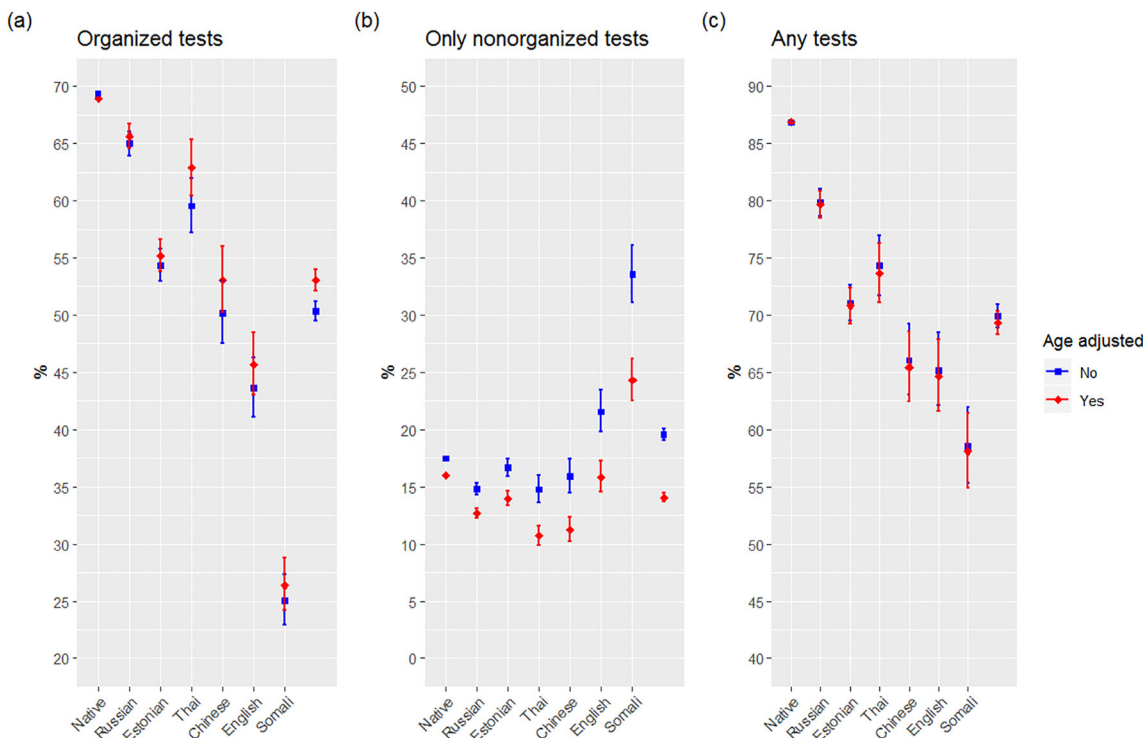 (a)
Organized tests
70
65
60
55
50
45
40
35
30
25
20
%
Native
Russian
Estonian
Thai
Chinese
English
Somali
(b)
Only nonorganized tests
50
45
40
35
30
25
20
15
10
5
0
%
Native
Russian
Estonian
Thai
Chinese
English
Somali
(c)
Any tests
90
85
80
75
70
65
60
55
50
45
40
%
Native
Russian
Estonian
Thai
Chinese
English
Somali
Age adjusted
No
Yes